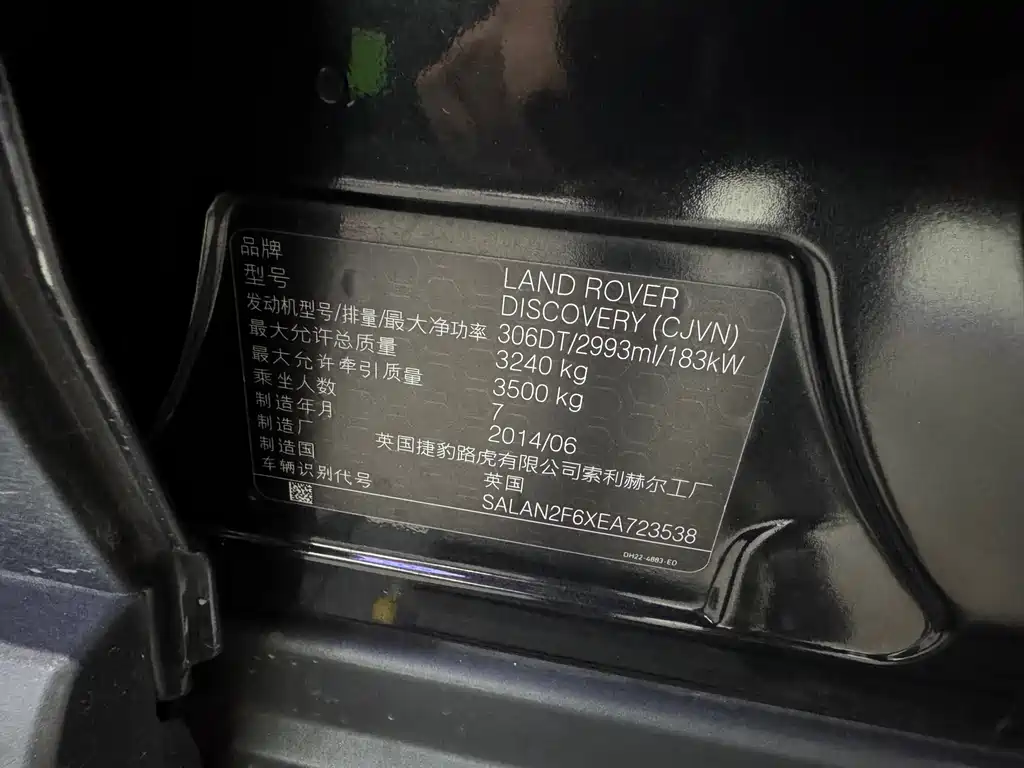 品牌 LAND ROVER
型号 DISCOVERY (CJVN)
发动机型号/排量/最大净功率 306DT/2993ml/183kW
最大允许总质量 3240 kg
最大允许牵引质量 3500 kg
乘坐人数 7
制造年月 2014/06
制造厂 英国捷豹路虎有限公司索利赫尔工厂
制造国 英国
车辆识别代号 SALAN2F6XEA723538
DH22-4883-ED